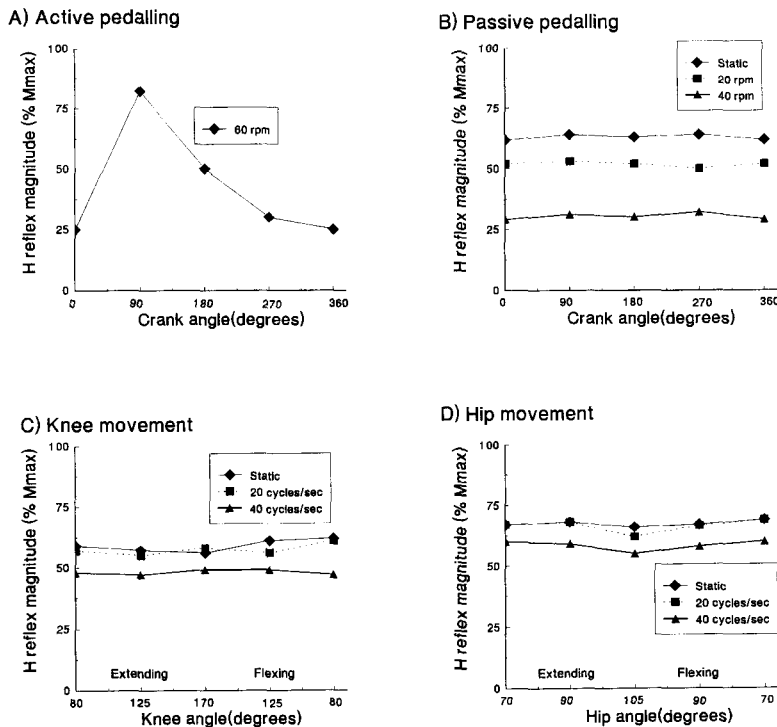 A) Active pedalling
H reflex magnitude (% Mmax)
100
75
50
25
0
60 rpm
0 90 180 270 360
Crank angle(degrees)
B) Passive pedalling
H reflex magnitude (% Mmax)
100
75
50
25
0
Static
20 rpm
40 rpm
0 90 180 270 360
Crank angle(degrees)
C) Knee movement
H reflex magnitude (% Mmax)
100
75
50
25
0
Static
20 cycles/sec
40 cycles/sec
Extending Flexing
80 125 170 125 80
Knee angle(degrees)
D) Hip movement
H reflex magnitude (% Mmax)
100
75
50
25
0
Static
20 cycles/sec
40 cycles/sec
Extending Flexing
70 90 105 90 70
Hip angle(degrees)